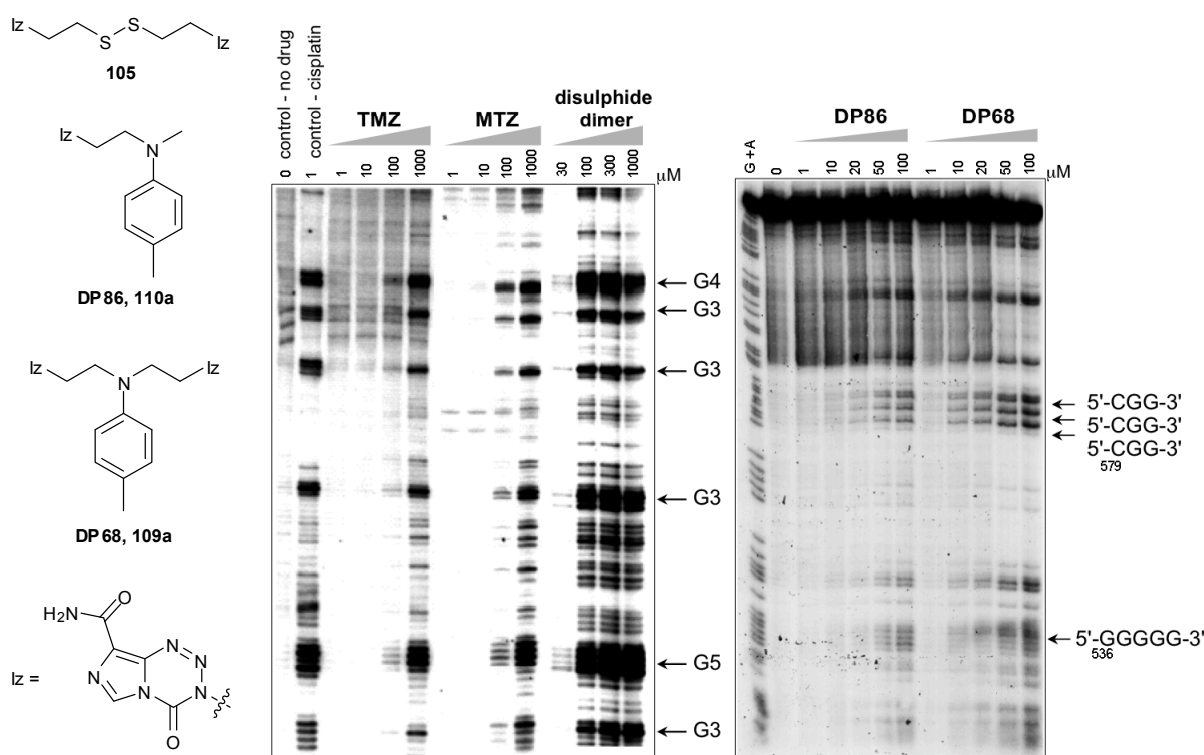 Iz
S
S
Iz
105
Iz
N
DP86, 110a
Iz
Iz
N
DP68, 109a
H₂N
O
N
N
N
N
N
N
O
Iz =
control - no drug
control - cisplatin
TMZ
MTZ
disulphide
dimer
0
1
1
10
100
1000
1
10
100
1000
30
100
300
1000
μM
G4
G3
G3
G3
G5
G3
DP86
DP68
G+A
0
1
10
20
50
100
1
10
20
50
100
μM
5'-CGG-3'
5'-CGG-3'
5'-CGG-3'
579
5'-GGGGG-3'
536